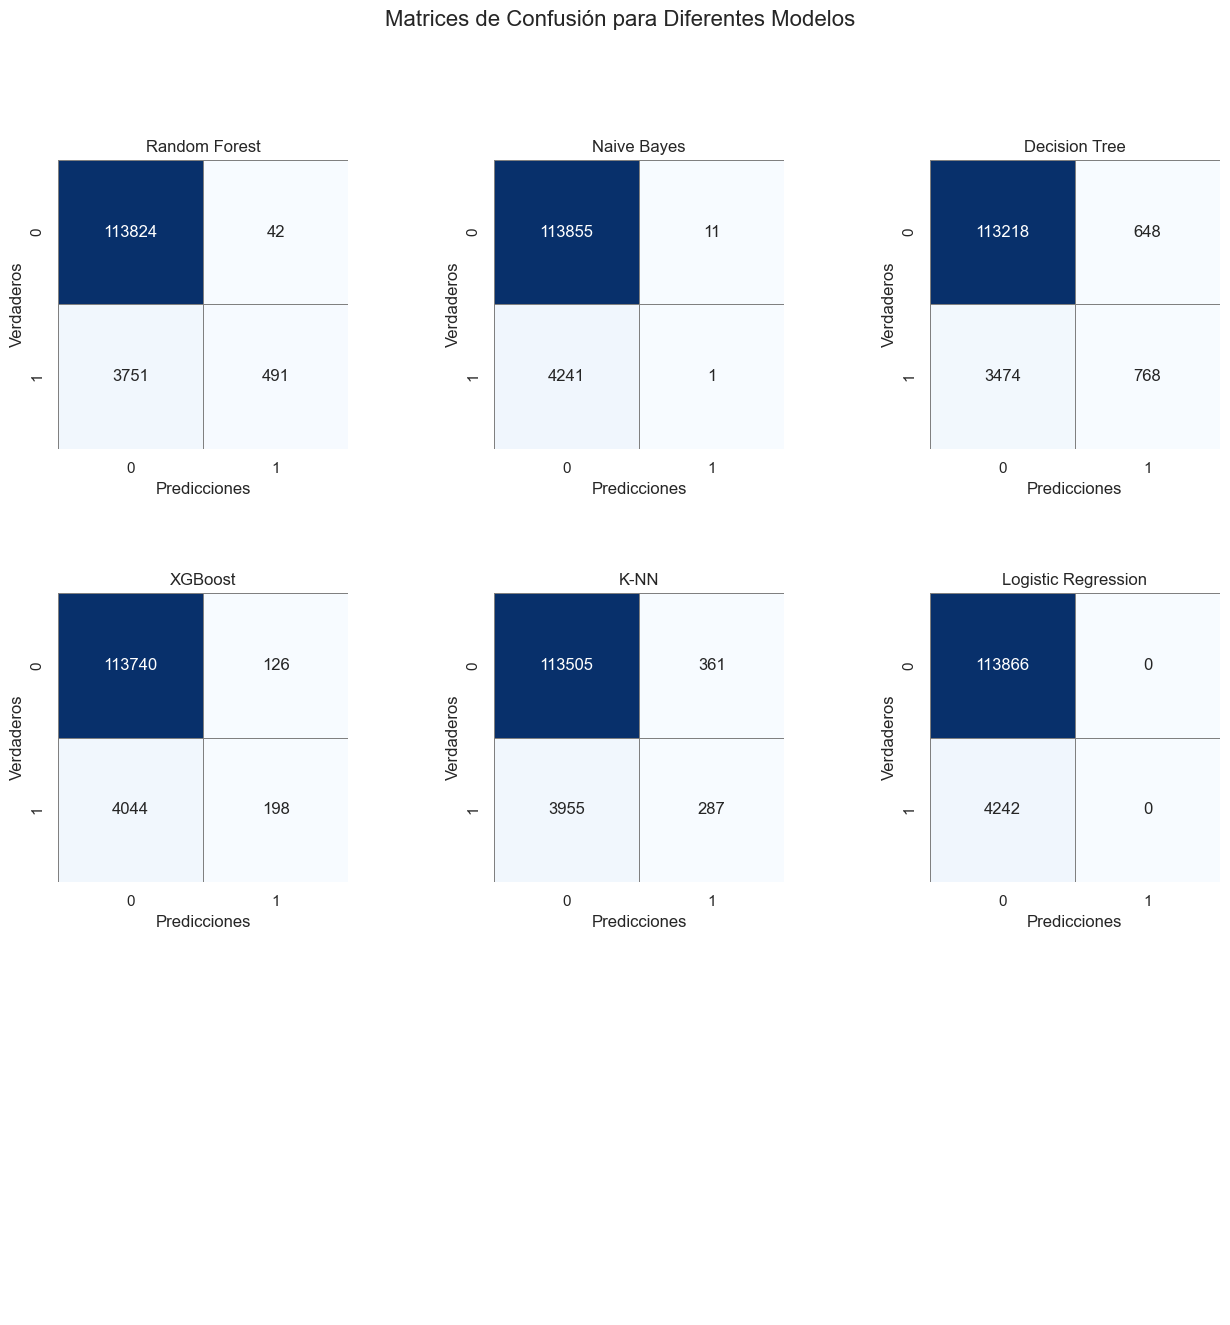 Matrices de Confusión para Diferentes Modelos
Random Forest
Verdaderos
0
113824 42
1
3751 491
0 1
Predicciones
Naive Bayes
Verdaderos
0
113855 11
1
4241 1
0 1
Predicciones
Decision Tree
Verdaderos
0
113218 648
1
3474 768
0 1
Predicciones
XGBoost
Verdaderos
0
113740 126
1
4044 198
0 1
Predicciones
K-NN
Verdaderos
0
113505 361
1
3955 287
0 1
Predicciones
Logistic Regression
Verdaderos
0
113866 0
1
4242 0
0 1
Predicciones